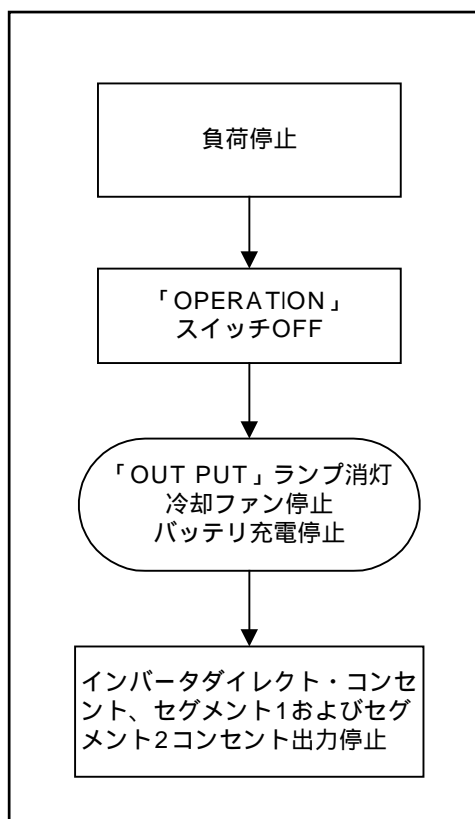 負荷停止
「OPERATION」
スイッチOFF
「OUT PUT」ランプ消灯
冷却ファン停止
バッテリ充電停止
インバータダイレクト・コンセ
ント、セグメント1およびセグ
メント2コンセント出力停止